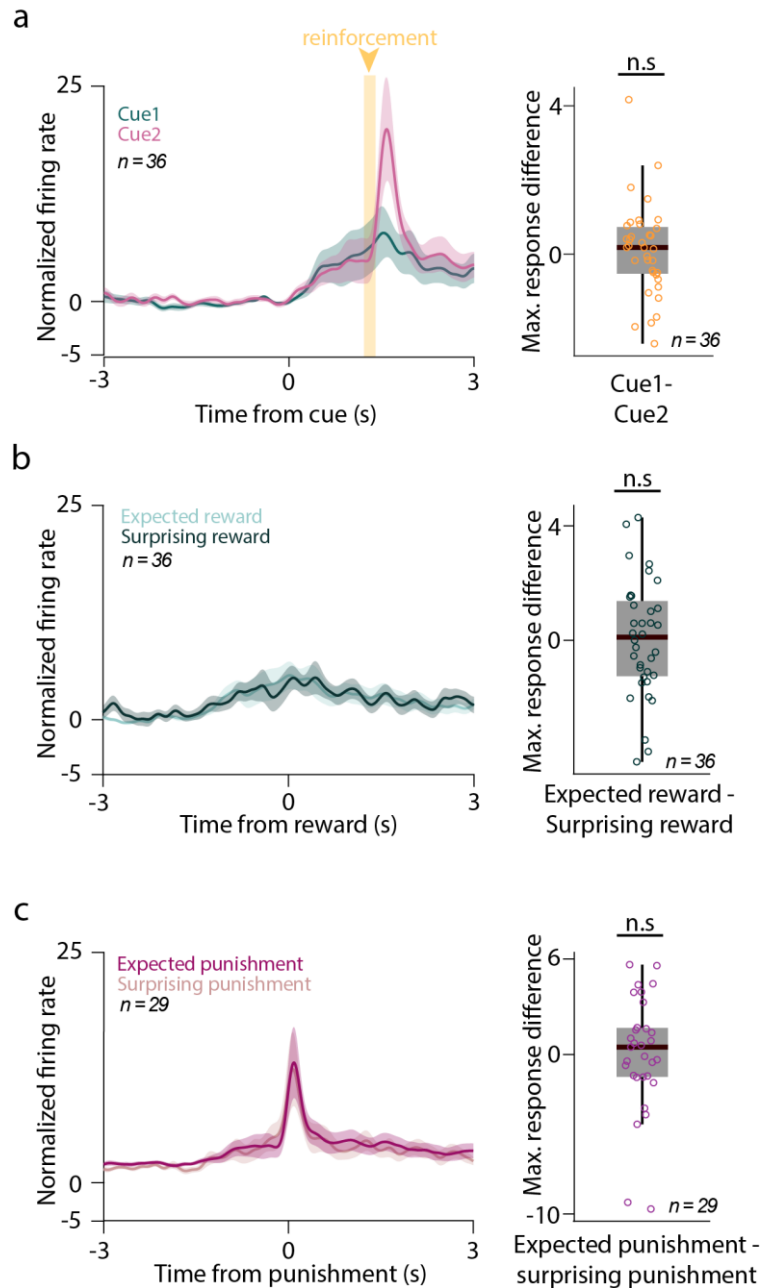 a
reinforcement
25
0
-5
Normalized firing rate
Cue1
Cue2
n = 36
-3
0
3
Time from cue (s)
n.s
4
0
Max. response difference
n = 36
Cue1-
Cue2
b
25
0
-5
Normalized firing rate
Expected reward
Surprising reward
n = 36
-3
0
3
Time from reward (s)
n.s
4
0
Max. response difference
n = 36
Expected reward -
Surprising reward
c
25
0
-5
Normalized firing rate
Expected punishment
Surprising punishment
n = 29
-3
0
3
Time from punishment (s)
n.s
6
0
-10
Max. response difference
n = 29
Expected punishment -
surprising punishment